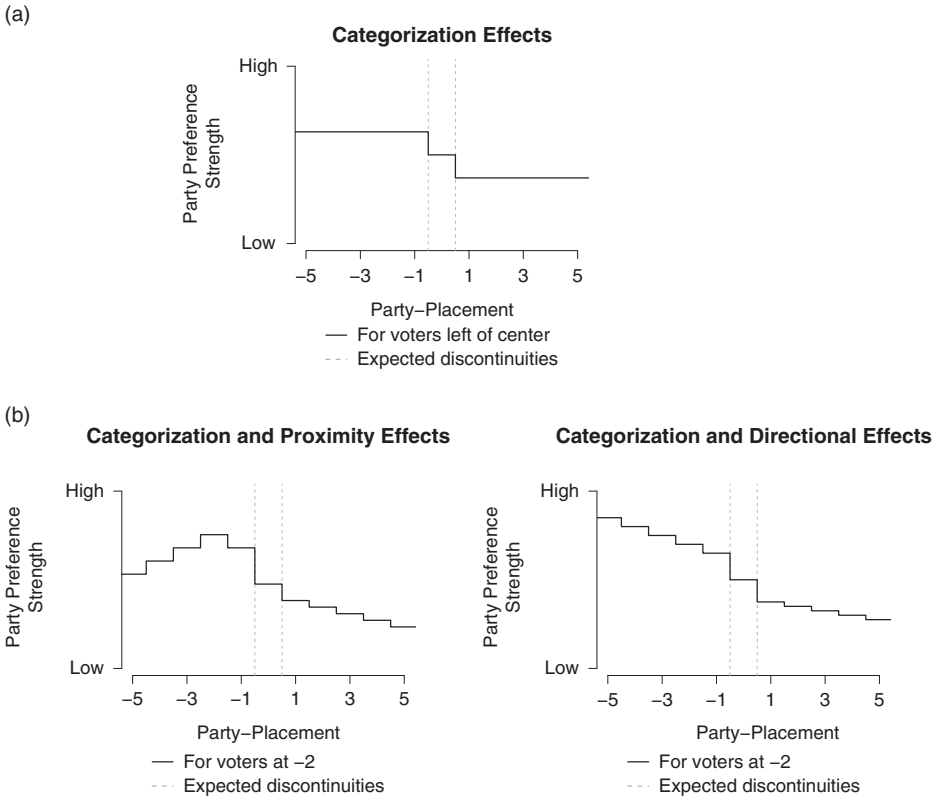 (a)
Categorization Effects
High
Low
Party Preference
Strength
−5 −3 −1 1 3 5
Party−Placement
For voters left of center
Expected discontinuities
(b)
Categorization and Proximity Effects
High
Low
Party Preference
Strength
−5 −3 −1 1 3 5
Party−Placement
For voters at −2
Expected discontinuities
Categorization and Directional Effects
High
Low
Party Preference
Strength
−5 −3 −1 1 3 5
Party−Placement
For voters at −2
Expected discontinuities